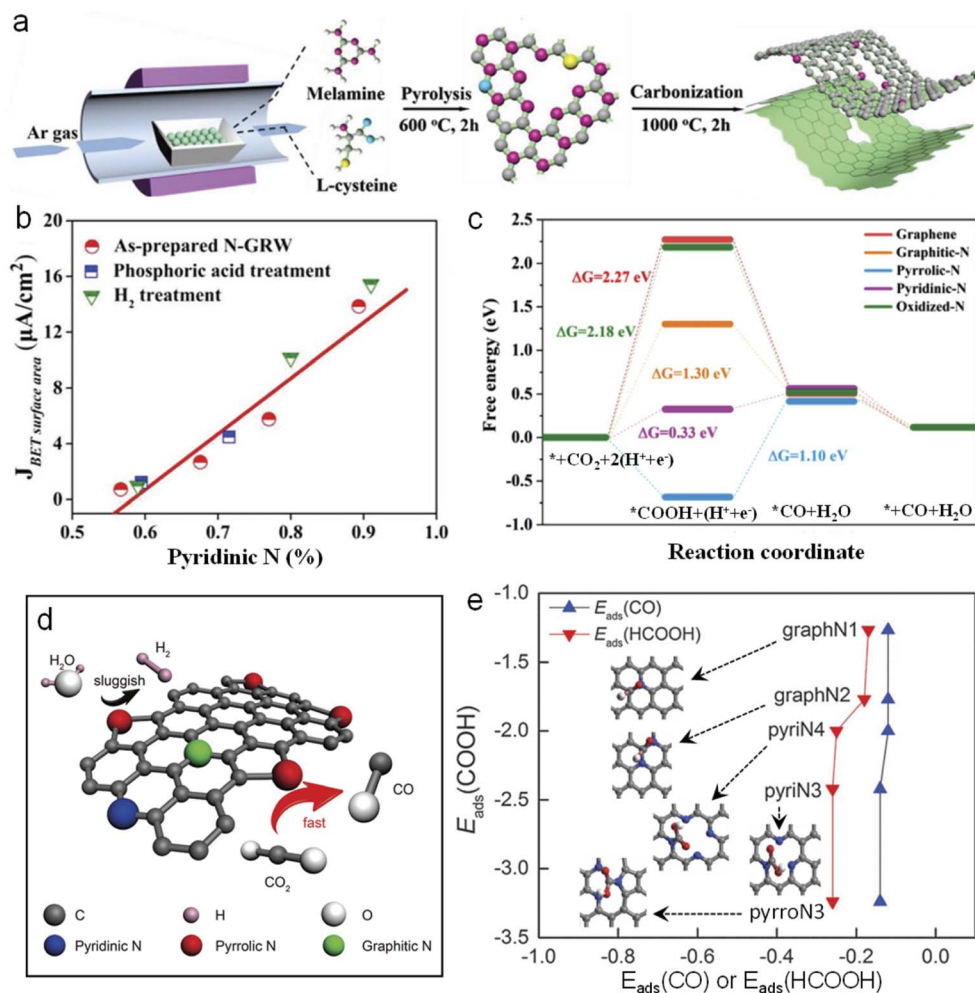 a
Ar gas
Melamine
L-cysteine
Pyrolysis
600 °C, 2h
Carbonization
1000 °C, 2h
b
20
16
12
8
4
0
J BET surface area (μA/cm²)
As-prepared N-GRW
Phosphoric acid treatment
H₂ treatment
0.5 0.6 0.7 0.8 0.9 1.0
Pyridinic N (%)
c
2.5
2.0
1.5
1.0
0.5
0.0
-0.5
-1.0
Free energy (eV)
Graphene
Graphitic-N
Pyrrolic-N
Pyridinic-N
Oxidized-N
ΔG=2.27 eV
ΔG=2.18 eV
ΔG=1.30 eV
ΔG=0.33 eV
ΔG=1.10 eV
*+CO₂+2(H⁺+e⁻)
*COOH+(H⁺+e⁻)
*CO+H₂O
*+CO+H₂O
Reaction coordinate
d
H₂O
H₂
sluggish
CO
fast
CO₂
C H O
Pyridinic N Pyrrolic N Graphitic N
e
-1.0
-1.5
-2.0
-2.5
-3.0
-3.5
E ads (COOH)
E ads (CO)
E ads (HCOOH)
graphN1
graphN2
pyriN4
pyriN3
pyrroN3
-1.0 -0.8 -0.6 -0.4 -0.2 0.0
E ads (CO) or E ads (HCOOH)